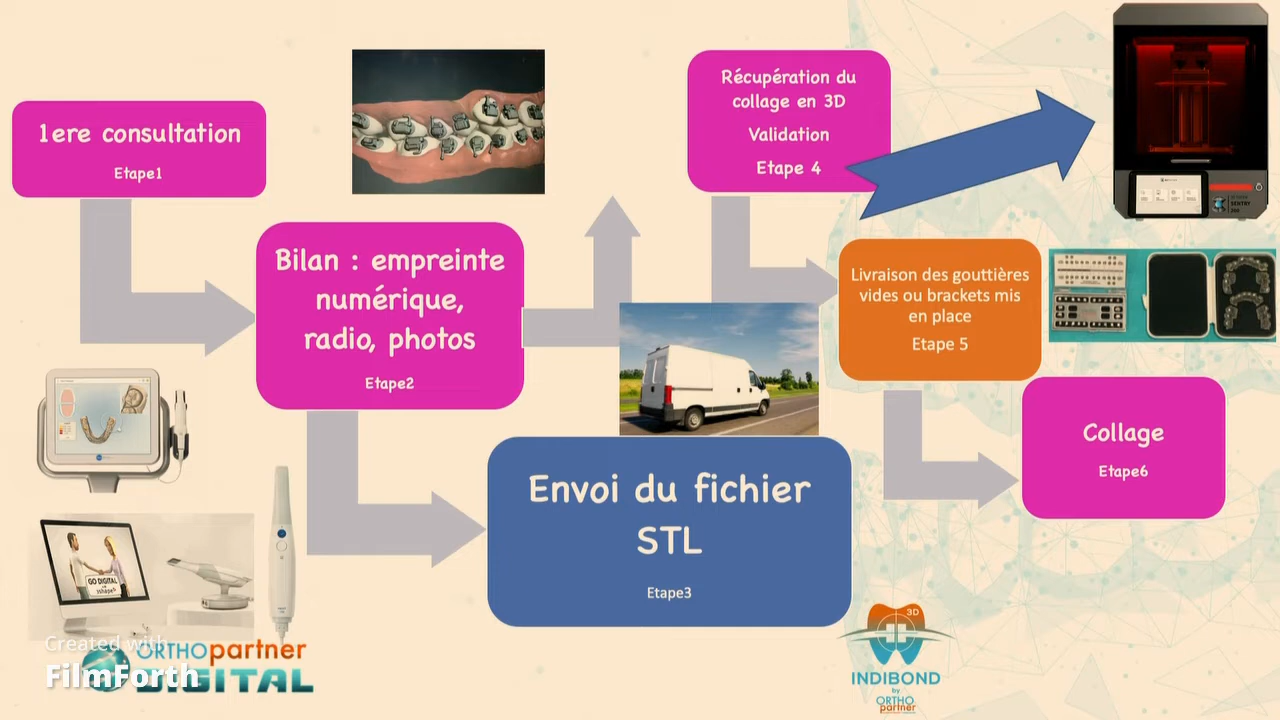 1ere consultation
Etape1
Bilan : empreinte
numérique,
radio, photos
Etape2
Envoi du fichier
STL
Etape3
Récupération du
collage en 3D
Validation
Etape 4
Livraison des gouttières
vides ou brackets mis
en place
Etape 5
Collage
Etape6
GO DIGITAL
3shape
Created with
FilmForth
ORTHOpartner
DIGITAL
3D
INDIBOND
by
ORTHO
partner